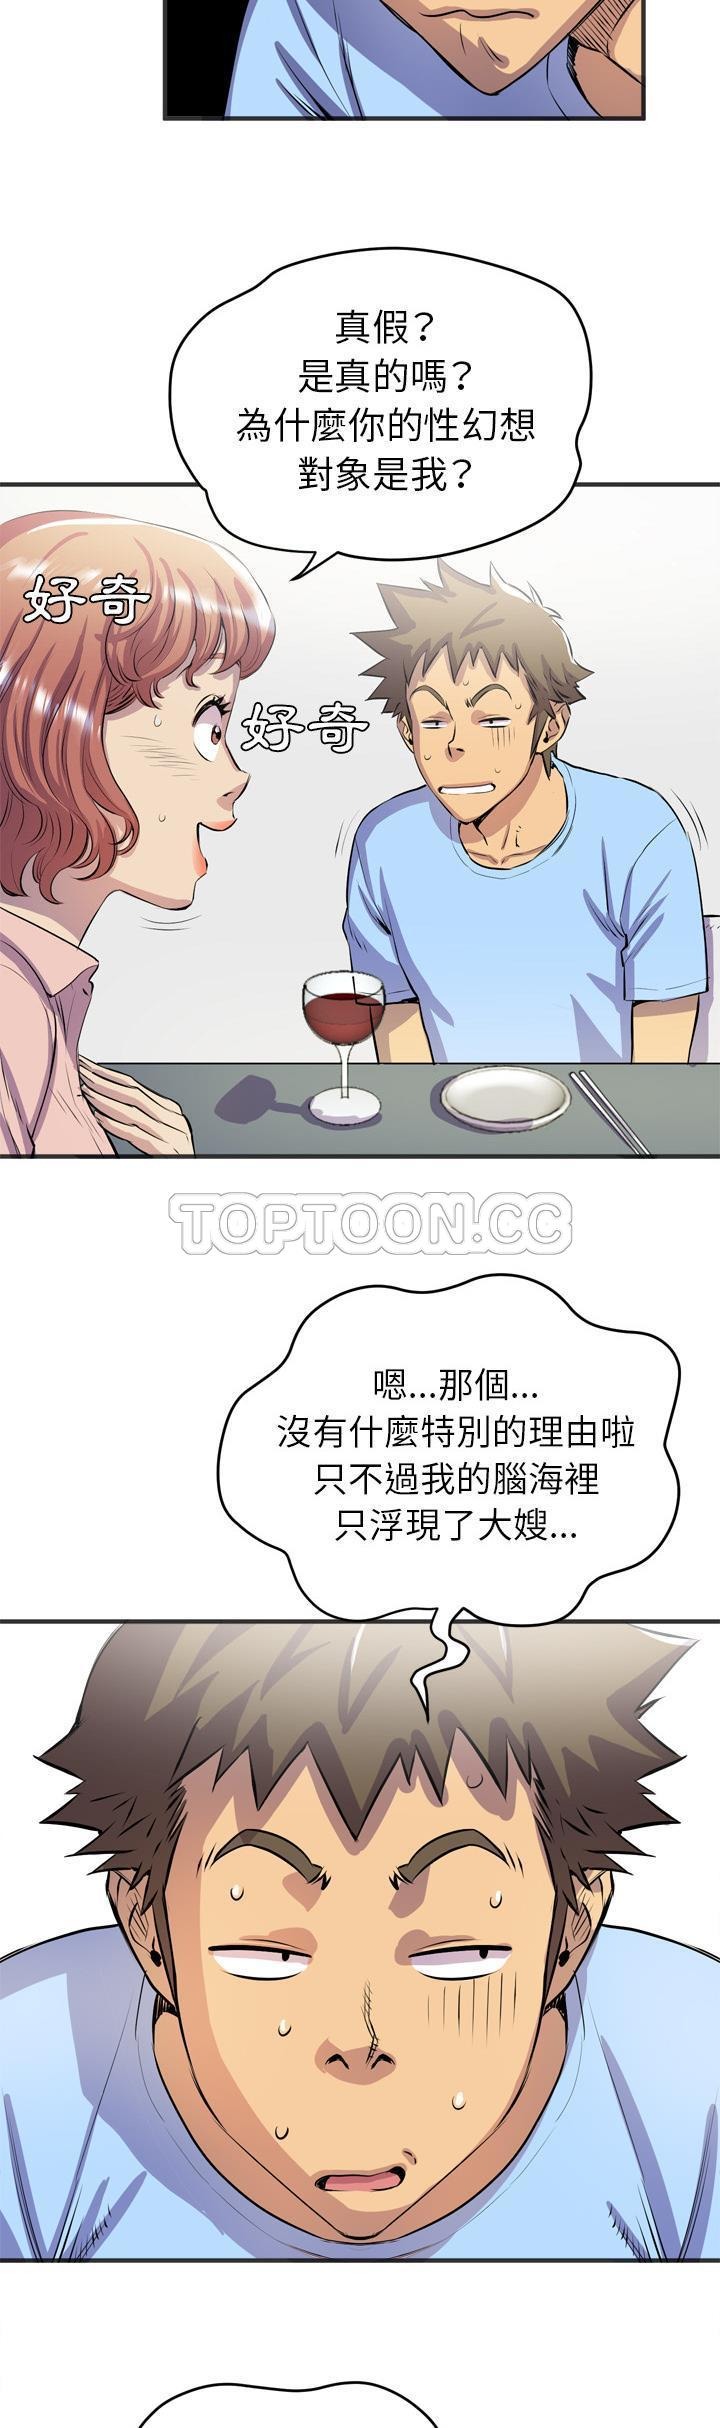 真假？
是真的嗎？
為什麼你的性幻想
對象是我？
好奇
好奇
TOPTOON.CC
嗯...那個...
沒有什麼特別的理由啦
只不過我的腦海裡
只浮現了大嫂...